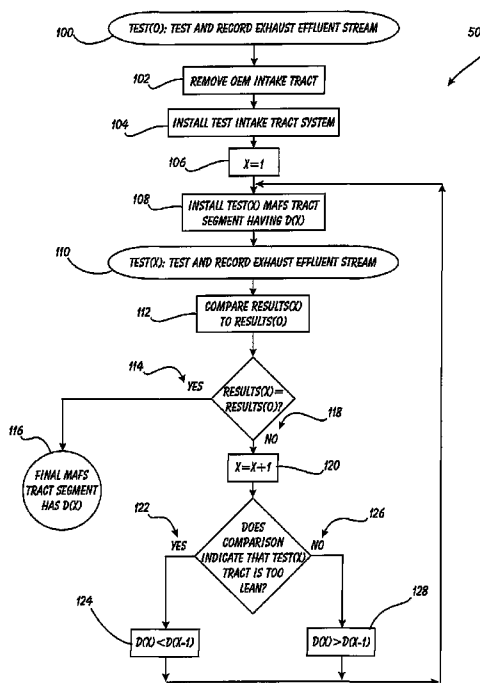 50
100
TEST(0): TEST AND RECORD EXHAUST EFFLUENT STREAM
102
REMOVE OEM INTAKE TRACT
104
INSTALL TEST INTAKE TRACT SYSTEM
106
X=1
108
INSTALL TEST(X) MAFS TRACT
SEGMENT HAVING D(X)
110
TEST(X): TEST AND RECORD EXHAUST EFFLUENT STREAM
112
COMPARE RESULTS(X)
TO RESULTS(0)
114
YES
RESULTS(X)=
RESULTS(0)?
118
NO
116
FINAL MAFS
TRACT SEGMENT
HAS D(X)
X=X+1
120
122
YES
DOES
COMPARISON
INDICATE THAT TEST(X)
TRACT IS TOO
LEAN?
NO
126
124
D(X)<D(X-1)
D(X)>D(X-1)
128